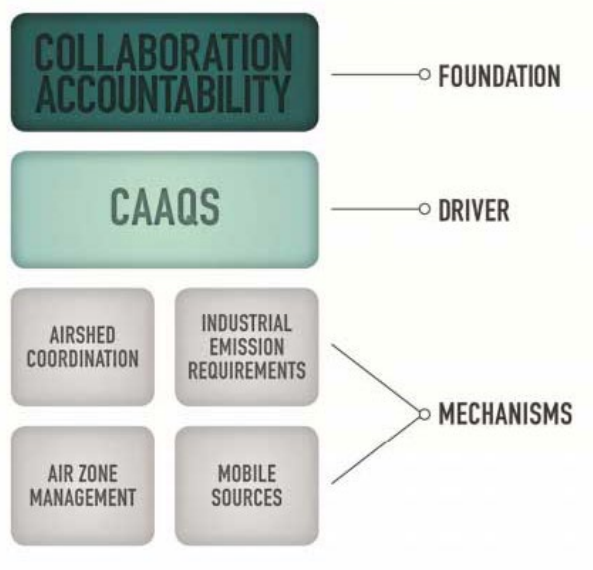 COLLABORATION
ACCOUNTABILITY
FOUNDATION
CAAQS
DRIVER
AIRSHED
COORDINATION
INDUSTRIAL
EMISSION
REQUIREMENTS
MECHANISMS
AIR ZONE
MANAGEMENT
MOBILE
SOURCES